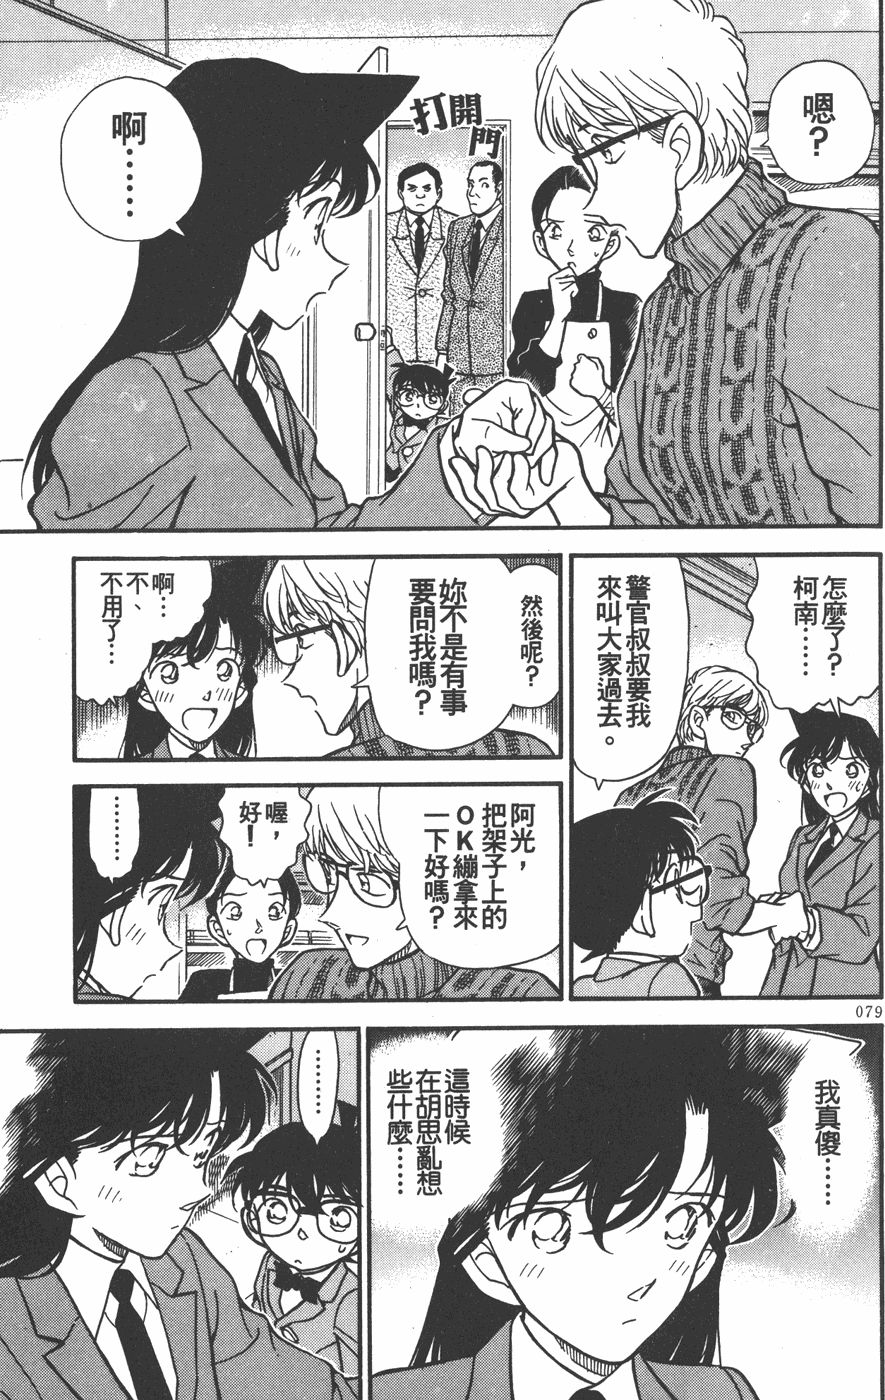 嗯?
打開
門
啊……
怎麼了?
柯南……
警官叔叔要我
來叫大家過去。
然後呢?
妳不是有事
要問我嗎?
啊…
不、
不用了…
阿光,
把架子上的
OK繃拿來
一下好嗎?
喔,
好!
……
079
我真傻……
這時候
在胡思亂想
些什麼……
……